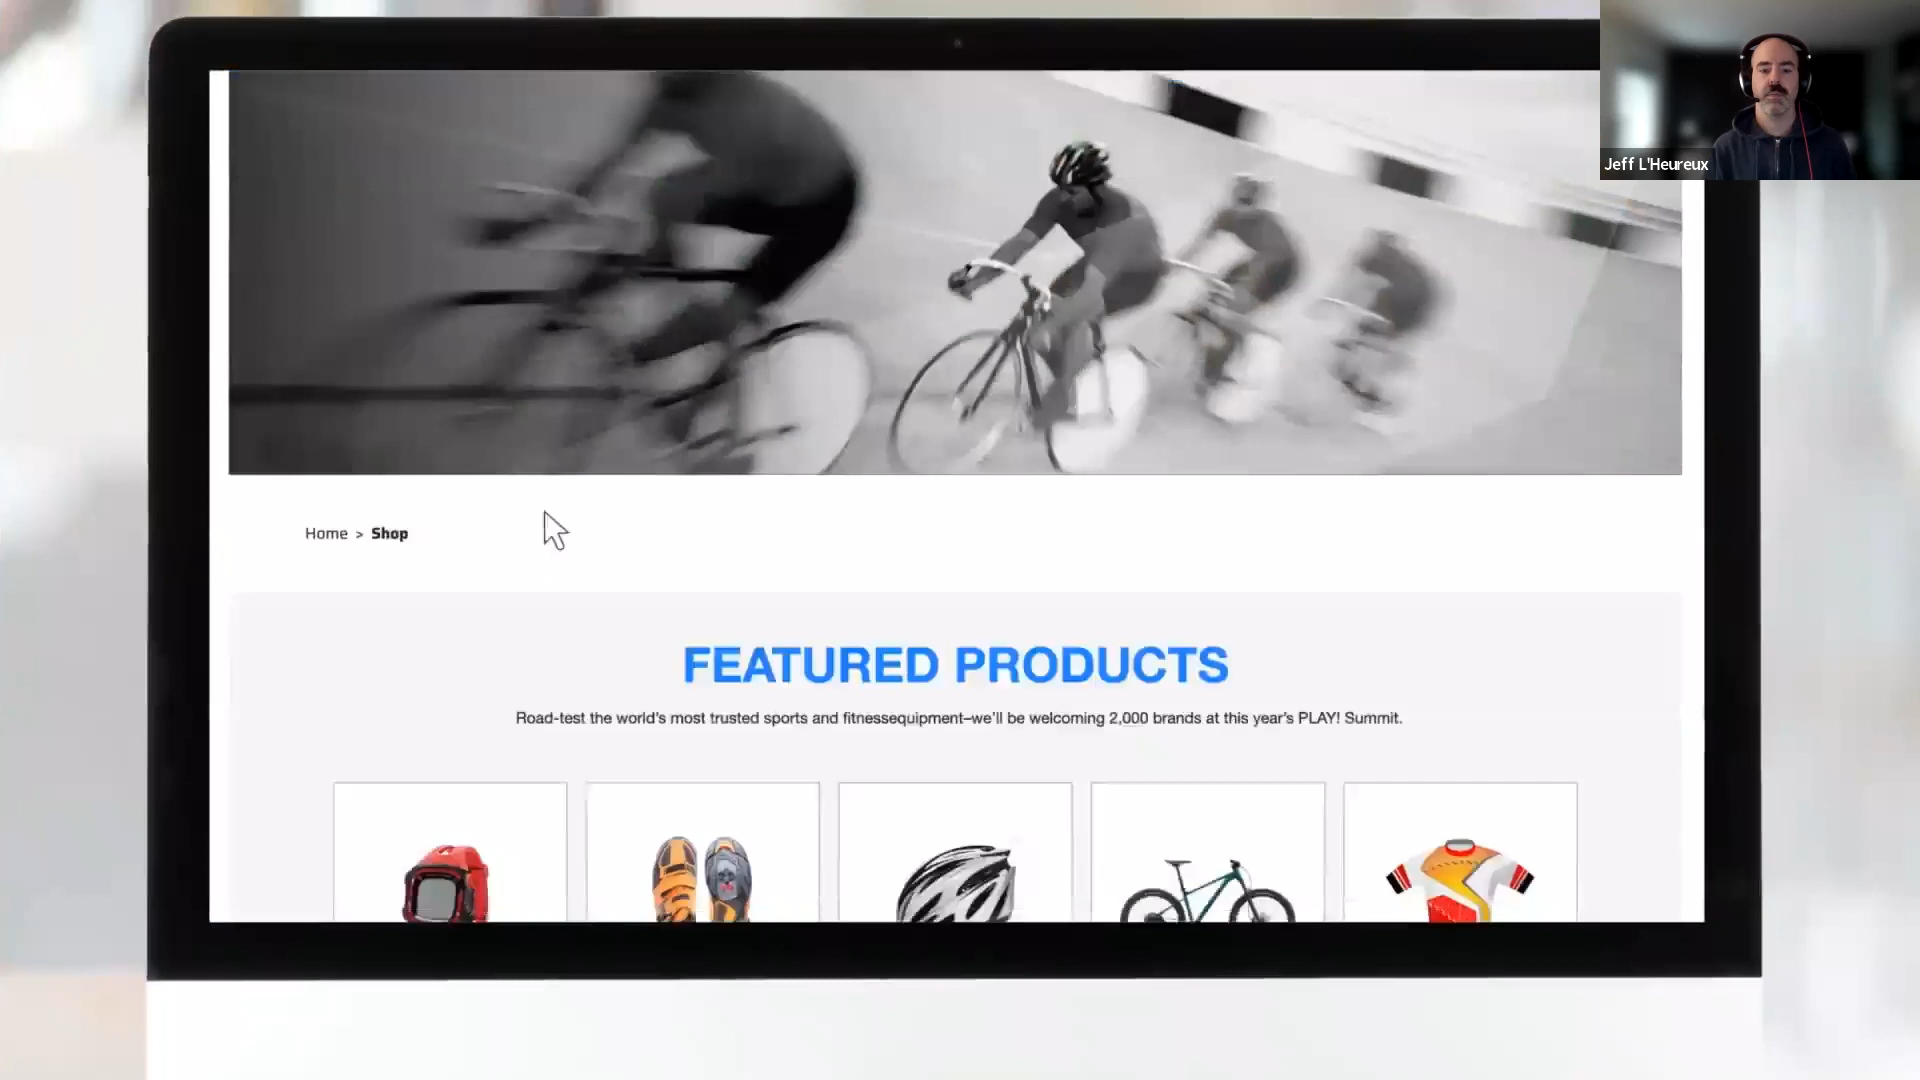 Jeff L'Heureux
Home > Shop
FEATURED PRODUCTS
Road-test the world's most trusted sports and fitnessequipment–we'll be welcoming 2,000 brands at this year's PLAY! Summit.